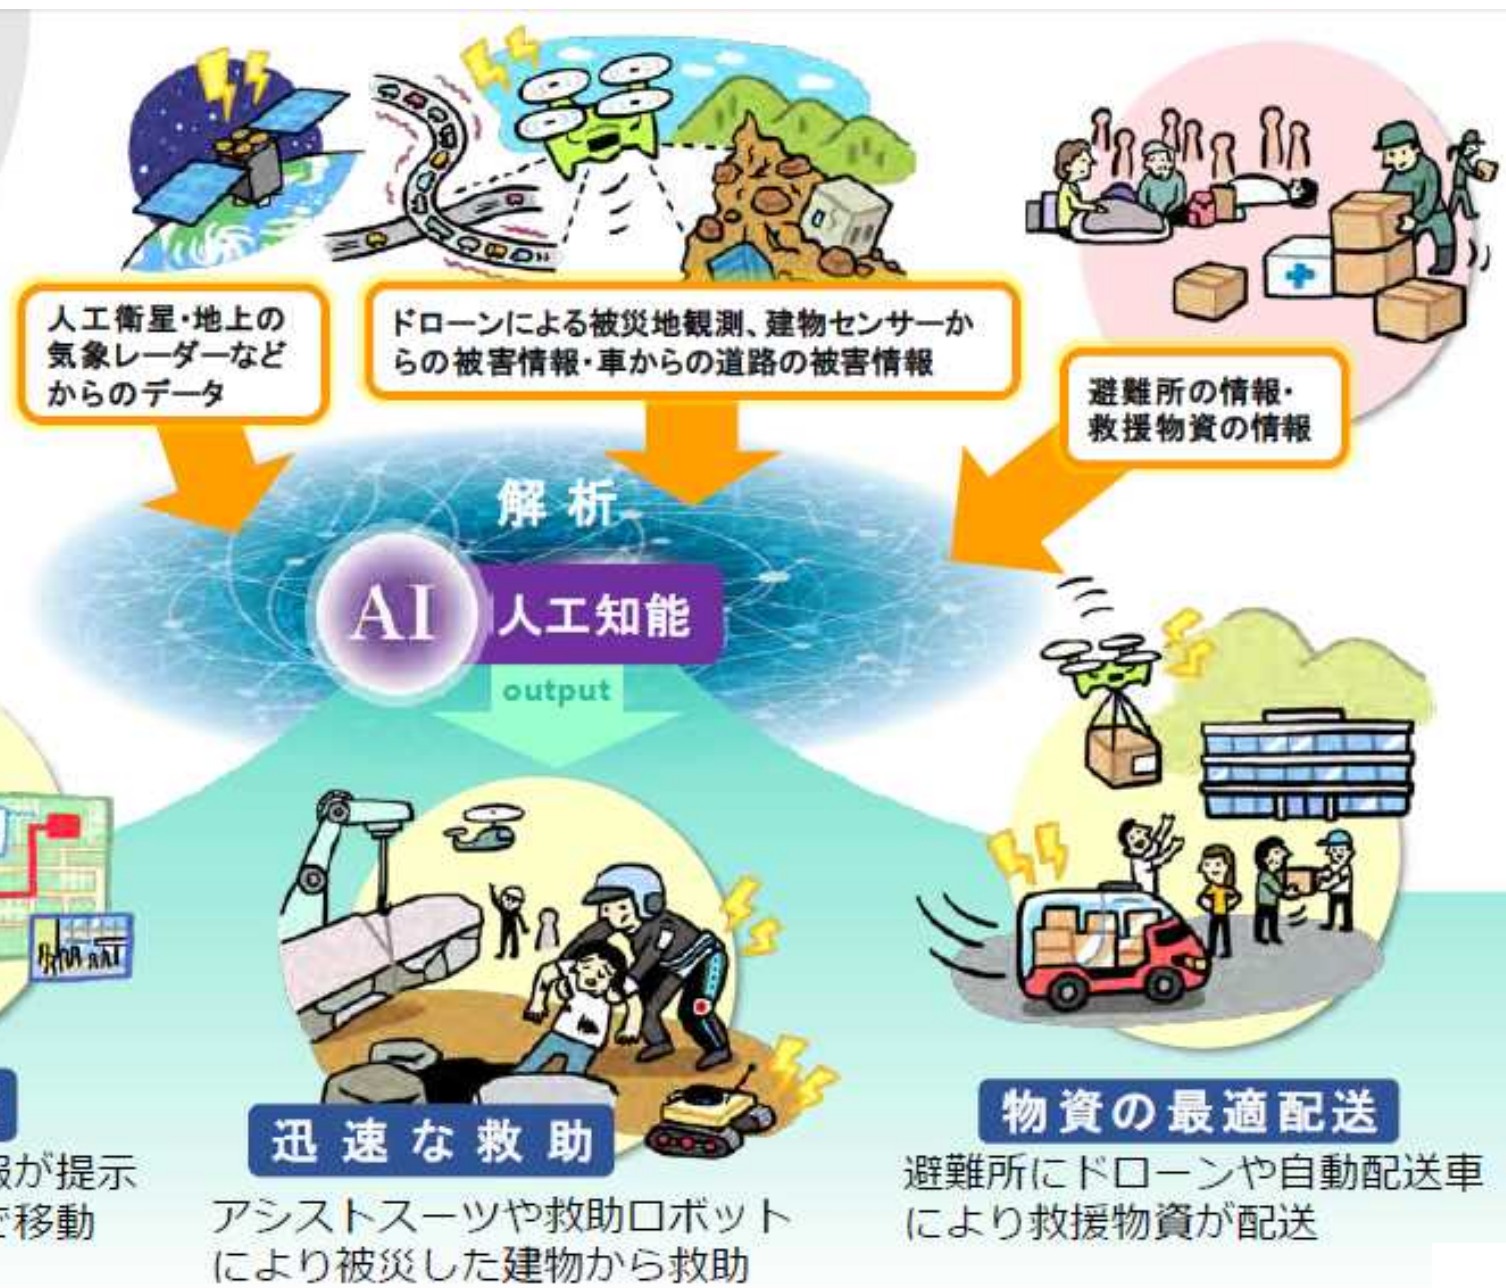 人工衛星・地上の
気象レーダーなど
からのデータ
ドローンによる被災地観測、建物センサーか
らの被害情報・車からの道路の被害情報
避難所の情報・
救援物資の情報
解析
AI 人工知能
output
迅速な救助
アシストスーツや救助ロボット
により被災した建物から救助
物資の最適配送
避難所にドローンや自動配送車
により救援物資が配送
が提示
移動